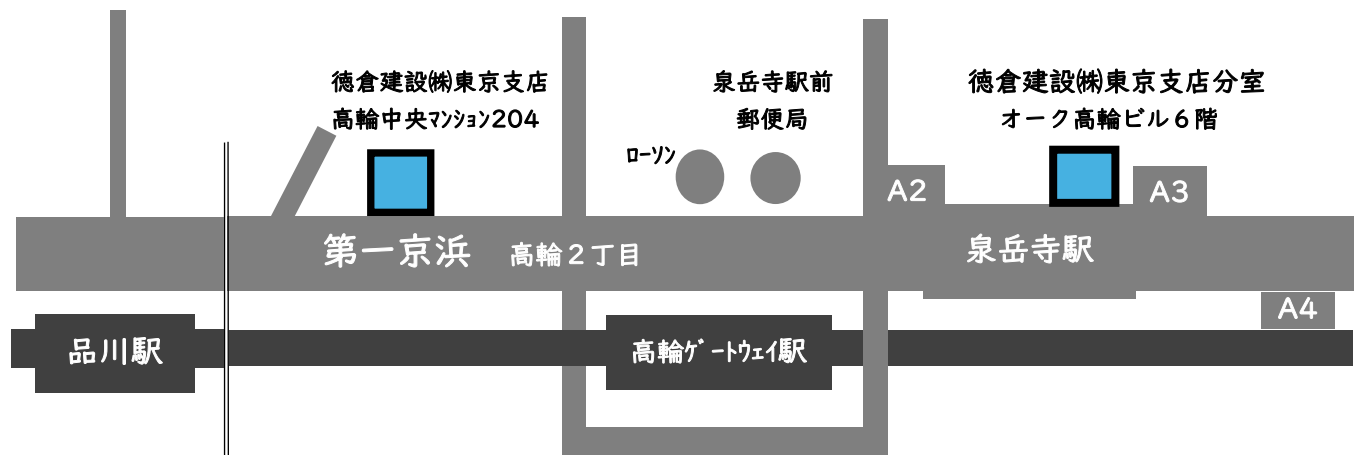 徳倉建設㈱東京支店
高輪中央ﾏﾝｼｮﾝ204
泉岳寺駅前
郵便局
ﾛｰｿﾝ
徳倉建設㈱東京支店分室
オーク高輪ビル６階
A2
A3
第一京浜
高輪２丁目
泉岳寺駅
A4
品川駅
高輪ｹﾞｰﾄｳｪｲ駅